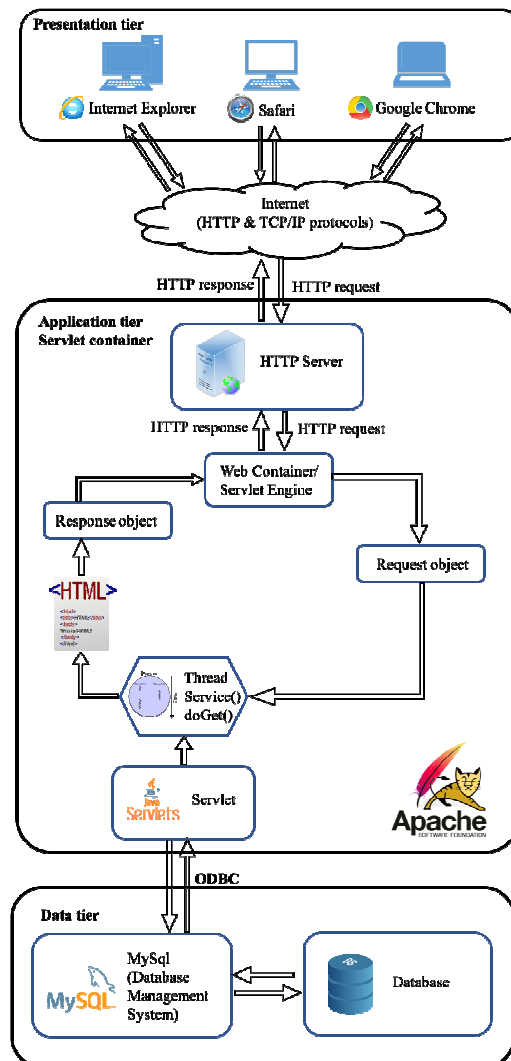 Presentation tier
Internet Explorer
Safari
Google Chrome
Internet
(HTTP & TCP/IP protocols)
HTTP response
HTTP request
Application tier
Servlet container
HTTP Server
HTTP response
HTTP request
Web Container/
Servlet Engine
Response object
Request object
<HTML>
Thread
Service()
doGet()
Java
Servlets
Servlet
Apache
SOFTWARE FOUNDATION
ODBC
Data tier
MySQL
MySql
(Database
Management
System)
Database